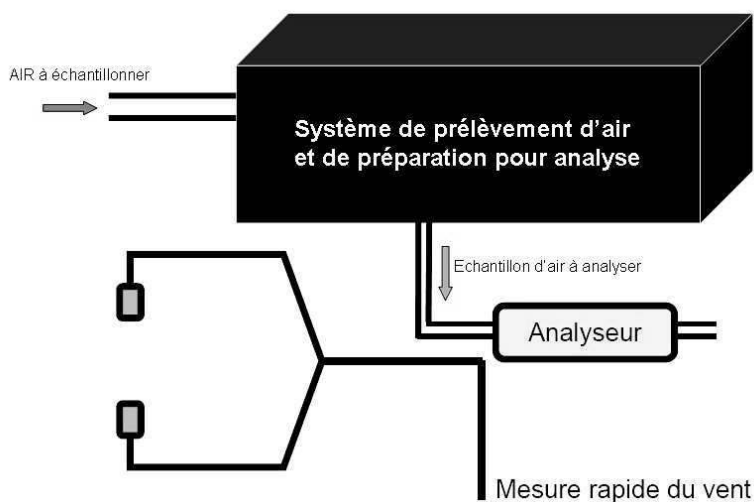 AIR à échantillonner
Système de prélèvement d'air
et de préparation pour analyse
Echantillon d'air à analyser
Analyseur
Mesure rapide du vent